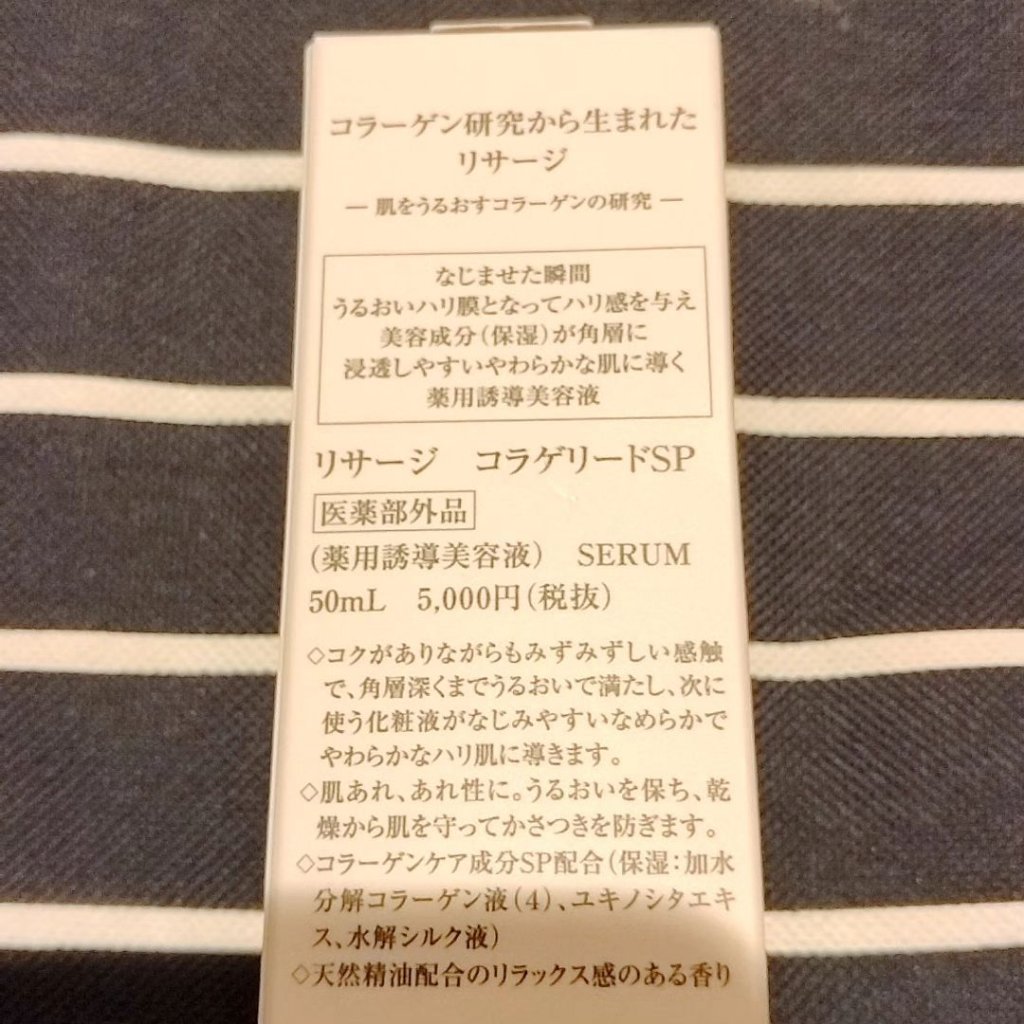 コラーゲン研究から生まれた
リサージ
― 肌をうるおすコラーゲンの研究 ―
なじませた瞬間
うるおいハリ膜となってハリ感を与え
美容成分(保湿)が角層に
浸透しやすいやわらかな肌に導く
薬用誘導美容液
リサージ　コラゲリードSP
医薬部外品
(薬用誘導美容液)　SERUM
50mL　5,000円(税抜)
◇コクがありながらもみずみずしい感触
で、角層深くまでうるおいで満たし、次に
使う化粧液がなじみやすいなめらかで
やわらかなハリ肌に導きます。
◇肌あれ、あれ性に。うるおいを保ち、乾
燥から肌を守ってかさつきを防ぎます。
◇コラーゲンケア成分SP配合(保湿:加水
分解コラーゲン液(4)、ユキノシタエキ
ス、水解シルク液)
◇天然精油配合のリラックス感のある香り